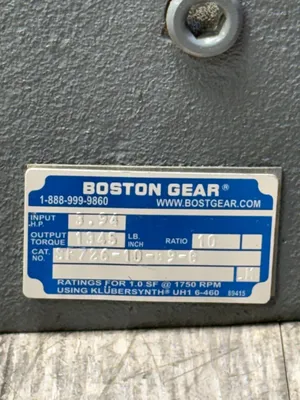 BOSTON GEAR®
1-888-999-9860 WWW.BOSTGEAR.COM
INPUT H.P. 3.94
OUTPUT TORQUE 1345 LB. INCH RATIO 10
CAT. NO.
RATINGS FOR 1.0 SF @ 1750 RPM
USING KLÜBERSYNTH® UH1 6-460 89415